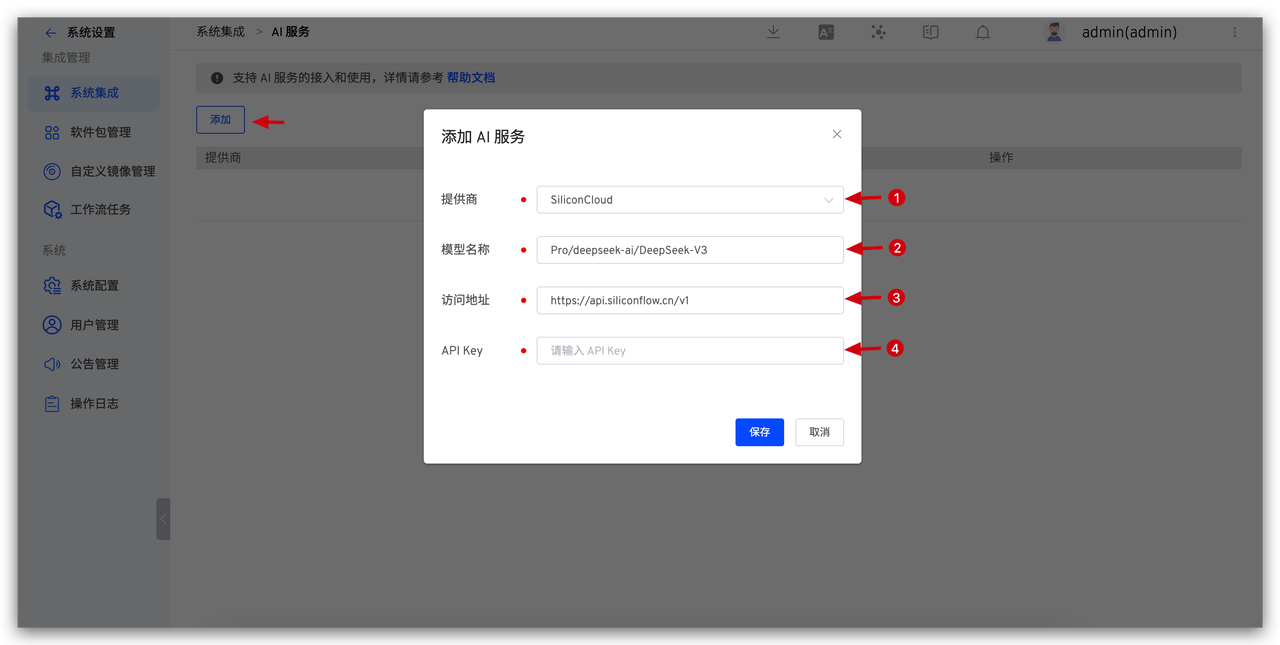 系统设置
系统集成 > AI 服务
admin(admin)
集成管理
系统集成
软件包管理
自定义镜像管理
工作流任务
系统
系统配置
用户管理
公告管理
操作日志
支持 AI 服务的接入和使用，详情请参考 帮助文档
添加
提供商
操作
添加 AI 服务
提供商 SiliconCloud 1
模型名称 Pro/deepseek-ai/DeepSeek-V3 2
访问地址 https://api.siliconflow.cn/v1 3
API Key 请输入 API Key 4
保存 取消